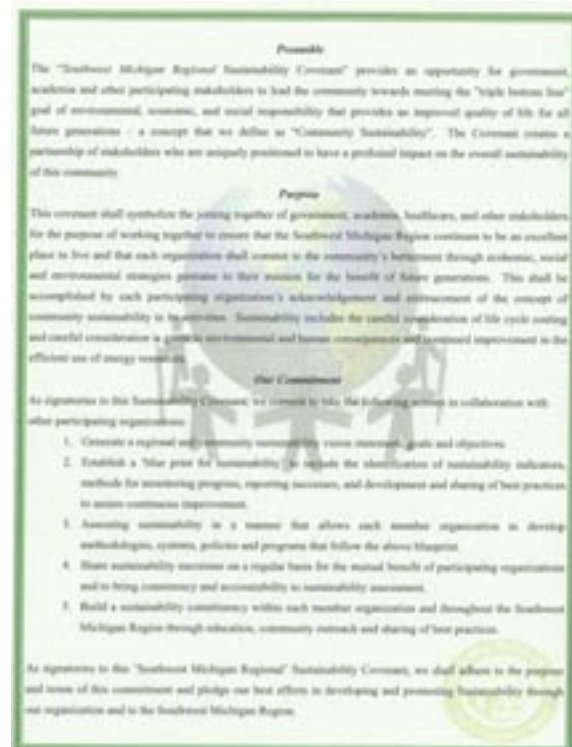 Preamble
The "Southwest Michigan Regional Sustainability Covenant" provides an opportunity for government,
academia and other participating stakeholders to lead the community towards meeting the "triple bottom line"
goal of environmental, economic, and social responsibility that provides an improved quality of life for all
future generations – a concept that we define as "Community Sustainability". The Covenant creates a
partnership of stakeholders who are uniquely positioned to have a profound impact on the overall sustainability
of this community.
Purpose
This covenant shall symbolize the joining together of government, academia, healthcare, and other stakeholders
for the purpose of working together to ensure that the Southwest Michigan Region continues to be an excellent
place to live and that each organization shall commit to the community's betterment through economic, social
and environmental strategies germane to their mission for the benefit of future generations. This shall be
accomplished by each participating organization's acknowledgement and embracement of the concept of
community sustainability in its activities. Sustainability includes the careful consideration of life cycle costing
and careful consideration is given to environmental and human consequences and continued improvement in the
efficient use of energy resources.
Our Commitment
As signatories to this Sustainability Covenant, we commit to take the following actions in collaboration with
other participating organizations:
1. Generate a regional and community sustainability vision statement, goals and objectives.
2. Establish a "blue print for sustainability" to include the identification of sustainability indicators,
methods for monitoring progress, reporting successes, and development and sharing of best practices
to assure continuous improvement.
3. Assessing sustainability in a manner that allows each member organization to develop
methodologies, systems, policies and programs that follow the above blueprint.
4. Share sustainability successes on a regular basis for the mutual benefit of participating organizations
and to bring consistency and accountability to sustainability assessment.
5. Build a sustainability constituency within each member organization and throughout the Southwest
Michigan Region through education, community outreach and sharing of best practices.
As signatories to this "Southwest Michigan Regional" Sustainability Covenant, we shall adhere to the purpose
and terms of this commitment and pledge our best efforts in developing and promoting Sustainability through
our organization and in the Southwest Michigan Region.